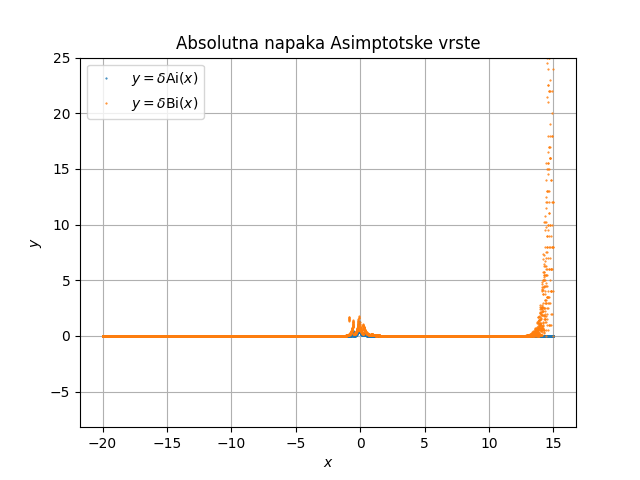 Absolutna napaka Asimptotske vrste
y = δAi(x)
y = δBi(x)
25
20
15
10
5
0
−5
y
−20 −15 −10 −5 0 5 10 15
x